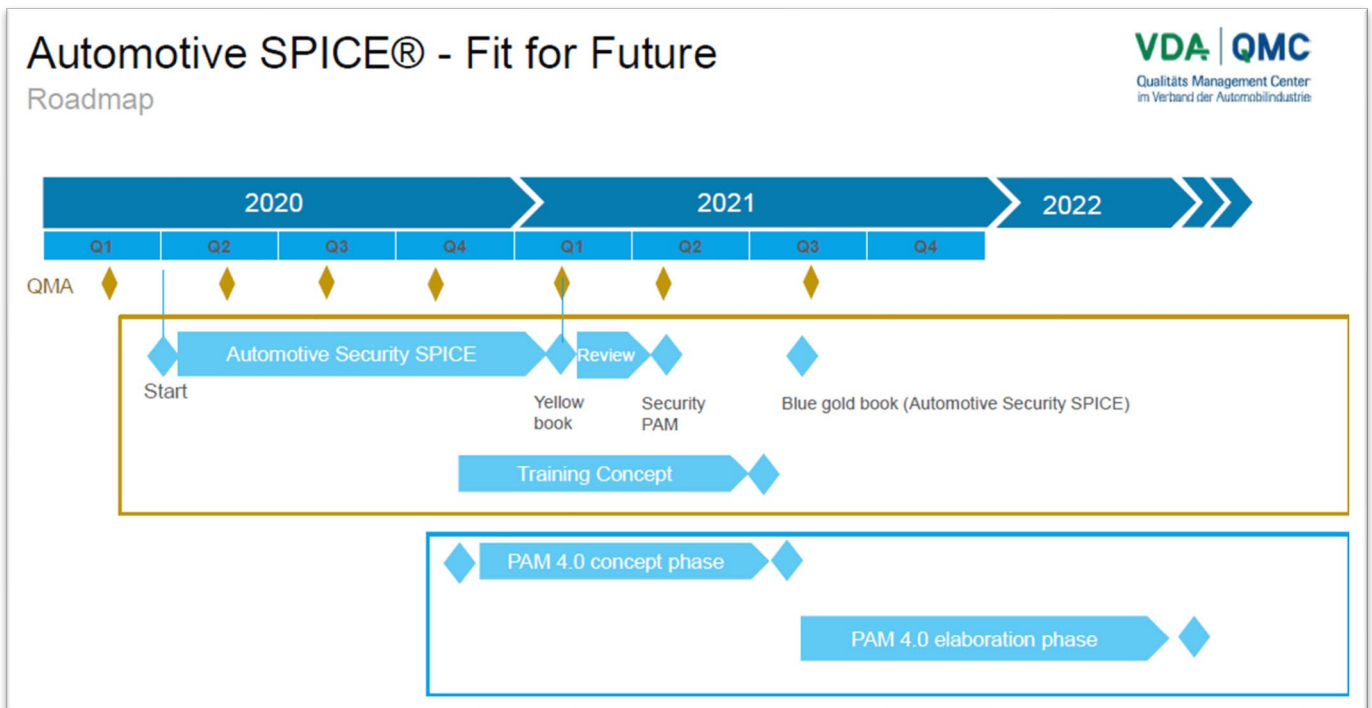 Automotive SPICE® - Fit for Future
Roadmap
VDA | QMC
Qualitäts Management Center
im Verband der Automobilindustrie
2020
2021
2022
Q1
Q2
Q3
Q4
Q1
Q2
Q3
Q4
QMA
Automotive Security SPICE
Review
Start
Yellow
book
Security
PAM
Blue gold book (Automotive Security SPICE)
Training Concept
PAM 4.0 concept phase
PAM 4.0 elaboration phase